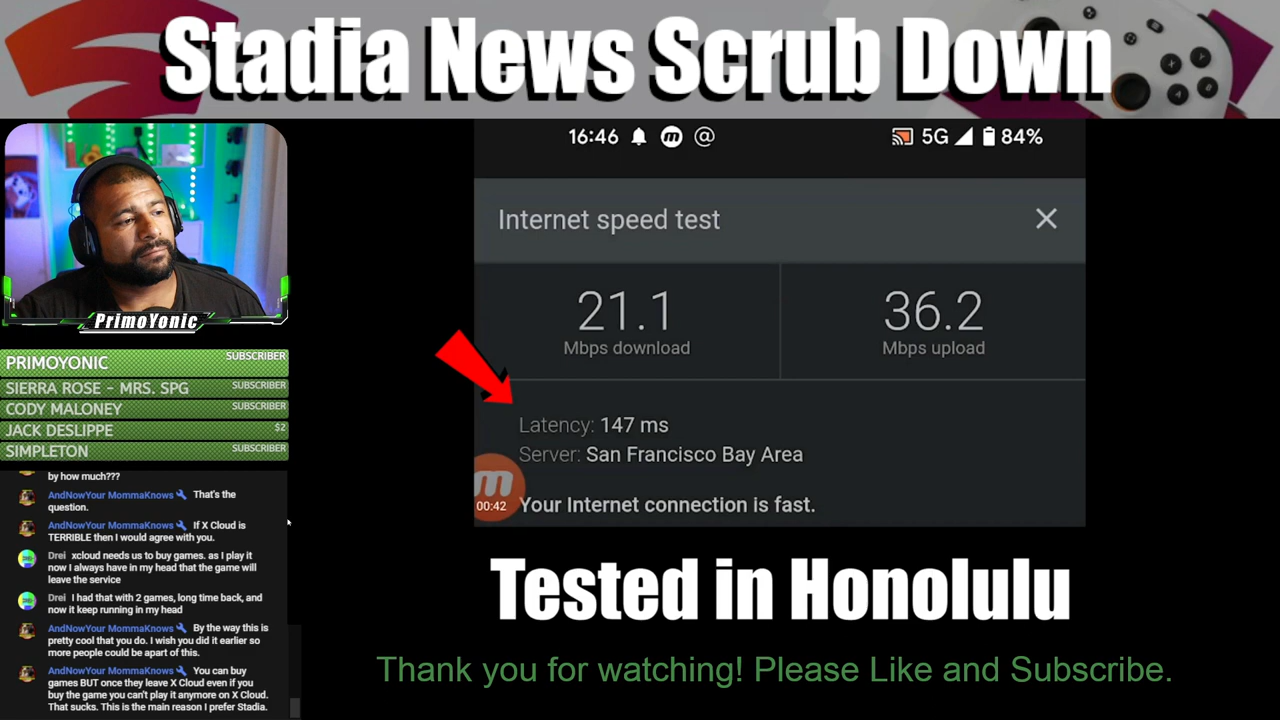 Stadia News Scrub Down
16:46 m @ 5G 84%
Internet speed test
21.1
Mbps download
36.2
Mbps upload
Latency: 147 ms
Server: San Francisco Bay Area
m
00:42
Your Internet connection is fast.
Tested in Honolulu
Thank you for watching! Please Like and Subscribe.
PrimoYonic
PRIMOYONIC SUBSCRIBER
SIERRA ROSE - MRS. SPG SUBSCRIBER
CODY MALONEY SUBSCRIBER
JACK DESLIPPE $2
SIMPLETON SUBSCRIBER
by how much???
AndNowYour MommaKnows That's the
question.
AndNowYour MommaKnows If X Cloud is
TERRIBLE then I would agree with you.
Drei xcloud needs us to buy games. as I play it
now I always have in my head that the game will
leave the service
Drei I had that with 2 games, long time back, and
now it keep running in my head
AndNowYour MommaKnows By the way this is
pretty cool that you do. I wish you did it earlier so
more people could be apart of this.
AndNowYour MommaKnows You can buy
games BUT once they leave X Cloud even if you
buy the game you can't play it anymore on X Cloud.
That sucks. This is the main reason I prefer Stadia.